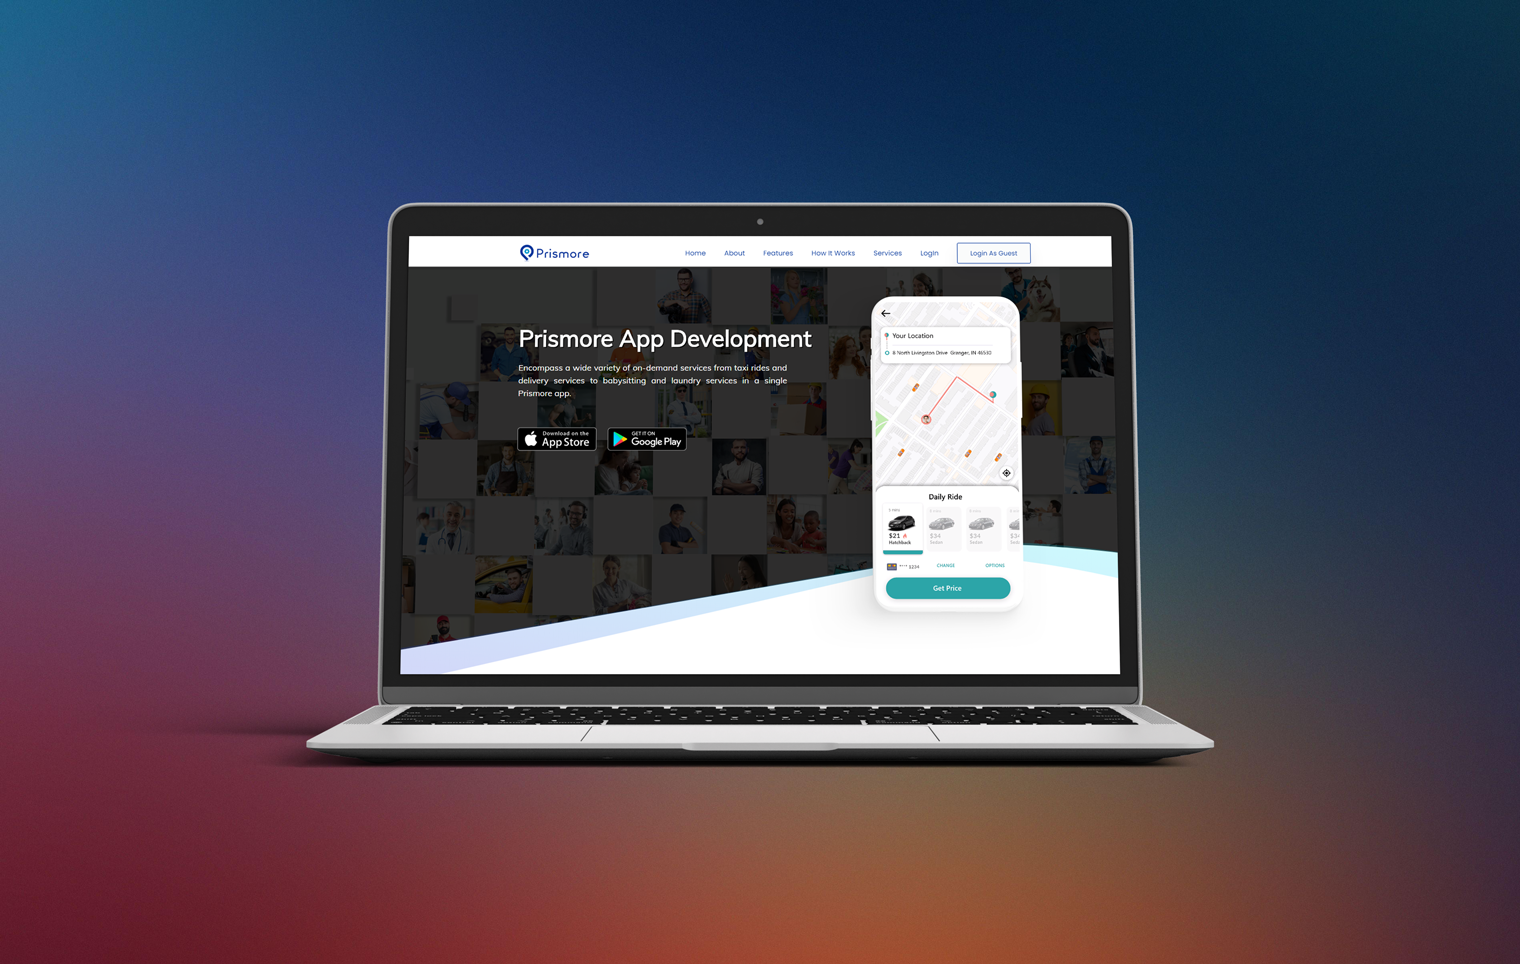 Prismore
Home About Features How It Works Services LogIn Login As Guest
Prismore App Development
Encompass a wide variety of on-demand services from taxi rides and
delivery services to babysitting and laundry services in a single
Prismore app.
Download on the
App Store
GET IT ON
Google Play
Your Location
8 North Livingston Drive Granger, IN 46530
Daily Ride
$21 $34 $34
Hatchback Sedan Sedan
$234 CHANGE OPTIONS
Get Price